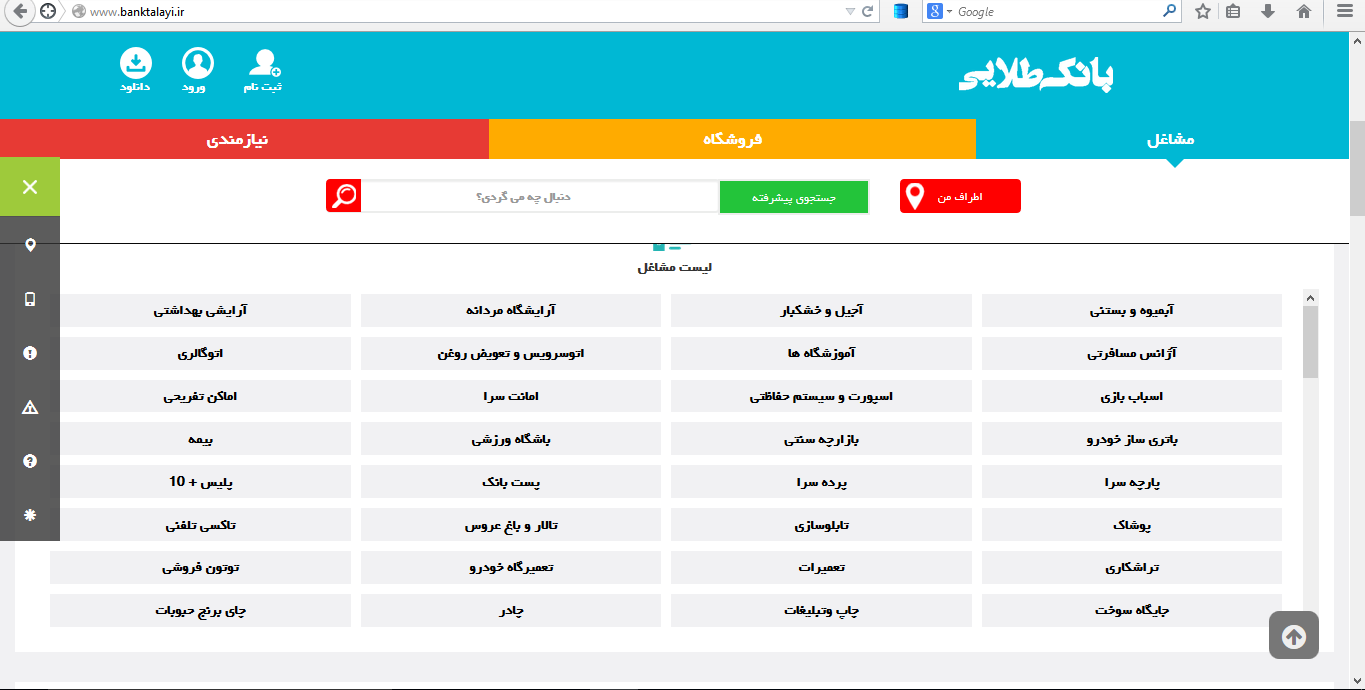 www.banktalayi.ir
Google
بانک طلایی
ثبت نام
ورود
دانلود
مشاغل
فروشگاه
نیازمندی
اطراف من
جستجوی پیشرفته
دنبال چه می گردی؟
لیست مشاغل
آبمیوه و بستنی
آجیل و خشکبار
آرایشگاه مردانه
آرایشی بهداشتی
آژانس مسافرتی
آموزشگاه ها
اتوسرویس و تعویض روغن
اتوگالری
اسباب بازی
اسپورت و سیستم حفاظتی
امانت سرا
اماکن تفریحی
باتری ساز خودرو
بازارچه سنتی
باشگاه ورزشی
بیمه
پارچه سرا
پرده سرا
پست بانک
پلیس + 10
پوشاک
تابلوسازی
تالار و باغ عروس
تاکسی تلفنی
تراشکاری
تعمیرات
تعمیرگاه خودرو
توتون فروشی
جایگاه سوخت
چاپ وتبلیغات
چادر
چای برنج حبوبات